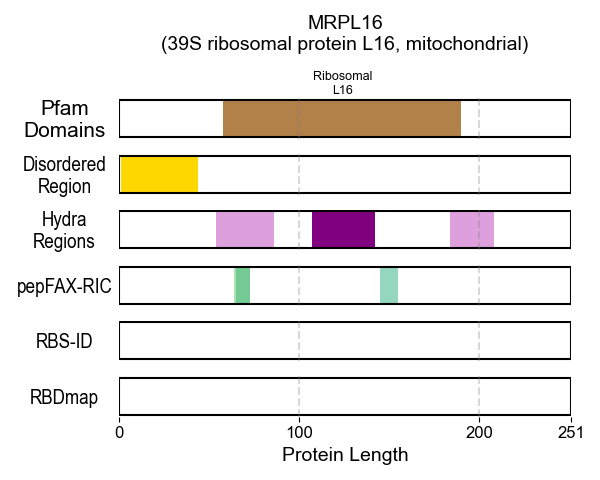 MRPL16
(39S ribosomal protein L16, mitochondrial)
Ribosomal
L16
Pfam
Domains
Disordered
Region
Hydra
Regions
pepFAX-RIC
RBS-ID
RBDmap
0 100 200 251
Protein Length